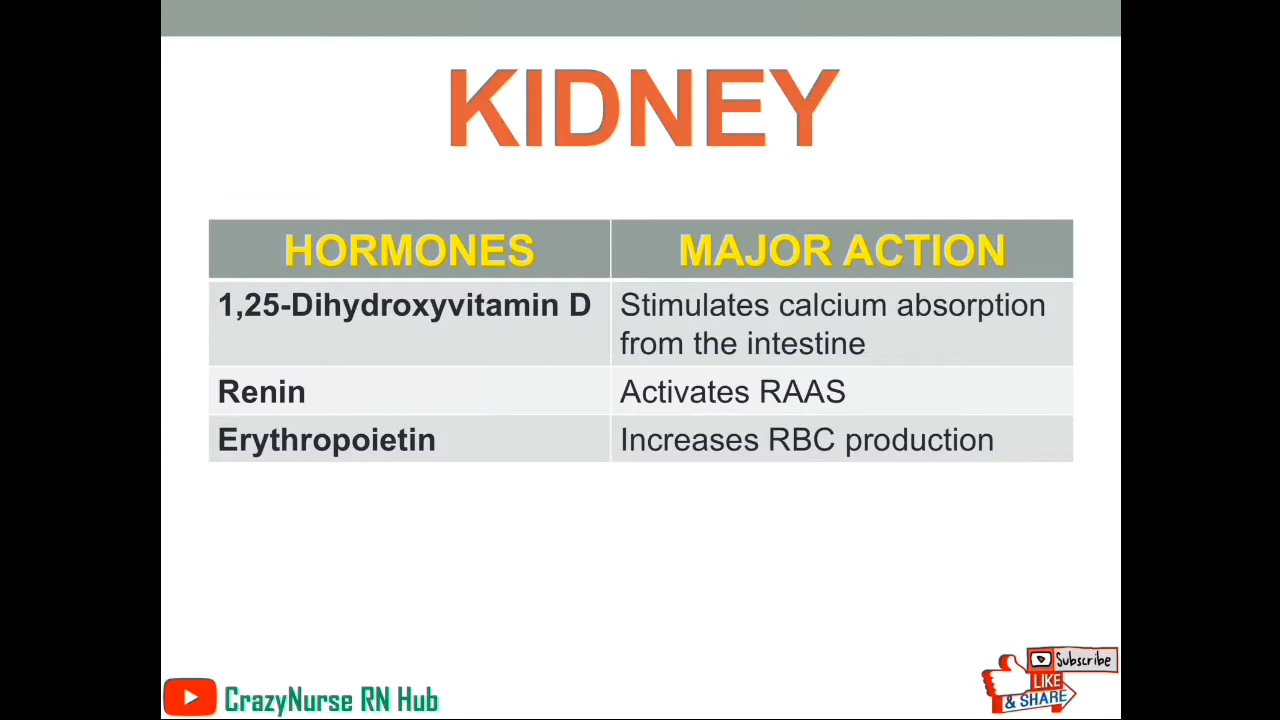 KIDNEY
HORMONES
MAJOR ACTION
1,25-Dihydroxyvitamin D
Stimulates calcium absorption
from the intestine
Renin
Activates RAAS
Erythropoietin
Increases RBC production
CrazyNurse RN Hub
Subscribe
LIKE
& SHARE